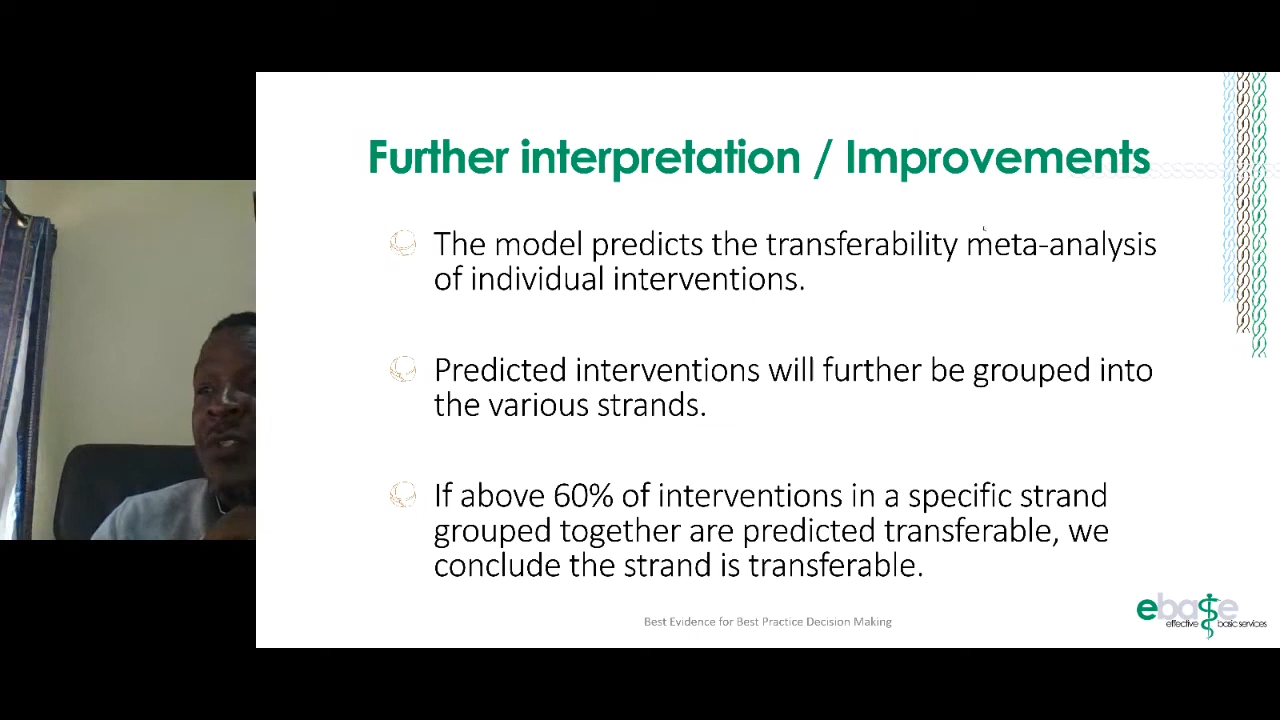 Further interpretation / Improvements
The model predicts the transferability meta-analysis
of individual interventions.
Predicted interventions will further be grouped into
the various strands.
If above 60% of interventions in a specific strand
grouped together are predicted transferable, we
conclude the strand is transferable.
Best Evidence for Best Practice Decision Making
ebase
effective basic services